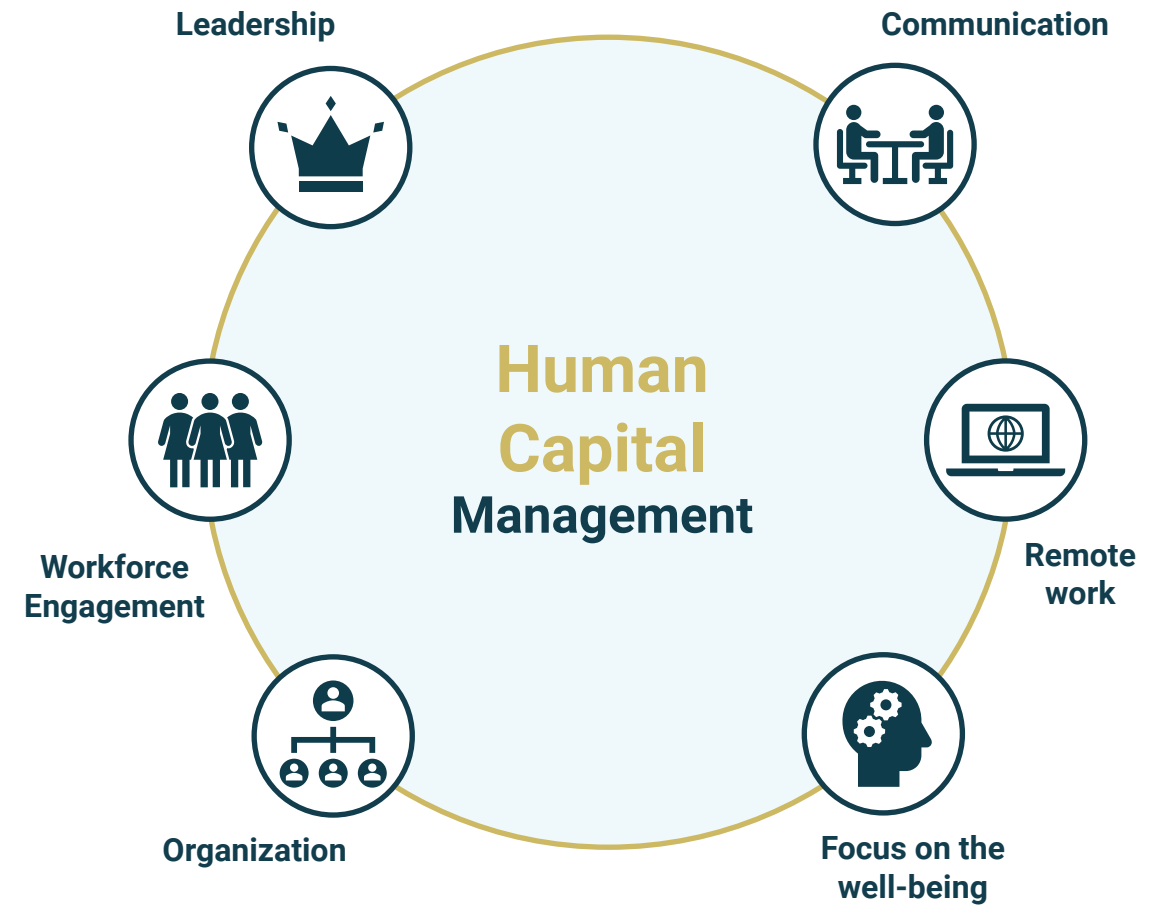 Leadership
Communication
Human
Capital
Management
Workforce
Engagement
Remote
work
Organization
Focus on the
well-being